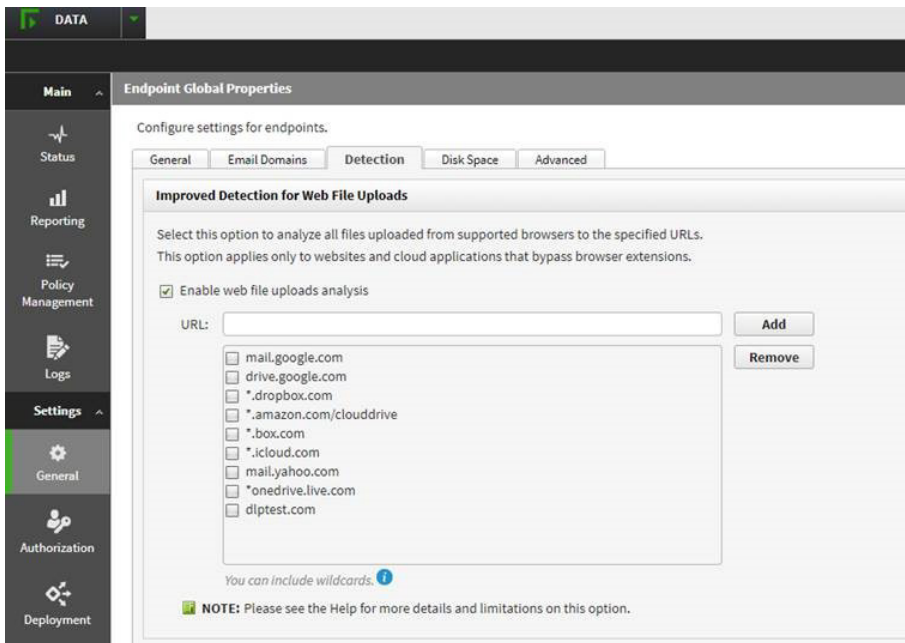 DATA
Main
Status
Reporting
Policy
Management
Logs
Settings
General
Authorization
Deployment
Endpoint Global Properties
Configure settings for endpoints.
General Email Domains Detection Disk Space Advanced
Improved Detection for Web File Uploads
Select this option to analyze all files uploaded from supported browsers to the specified URLs.
This option applies only to websites and cloud applications that bypass browser extensions.
Enable web file uploads analysis
URL: Add
Remove
mail.google.com
drive.google.com
*.dropbox.com
*.amazon.com/clouddrive
*.box.com
*.icloud.com
mail.yahoo.com
*onedrive.live.com
dlptest.com
You can include wildcards.
NOTE: Please see the Help for more details and limitations on this option.